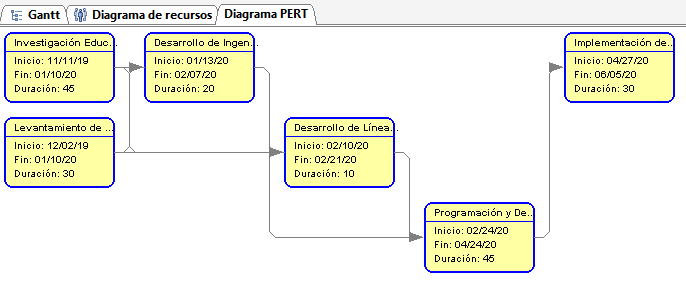 Gantt
Diagrama de recursos
Diagrama PERT
Investigación Educ...
Inicio: 11/11/19
Fin: 01/10/20
Duración: 45
Desarrollo de Ingen...
Inicio: 01/13/20
Fin: 02/07/20
Duración: 20
Implementación de...
Inicio: 04/27/20
Fin: 06/05/20
Duración: 30
Levantamiento de ...
Inicio: 12/02/19
Fin: 01/10/20
Duración: 30
Desarrollo de Línea...
Inicio: 02/10/20
Fin: 02/21/20
Duración: 10
Programación y De...
Inicio: 02/24/20
Fin: 04/24/20
Duración: 45